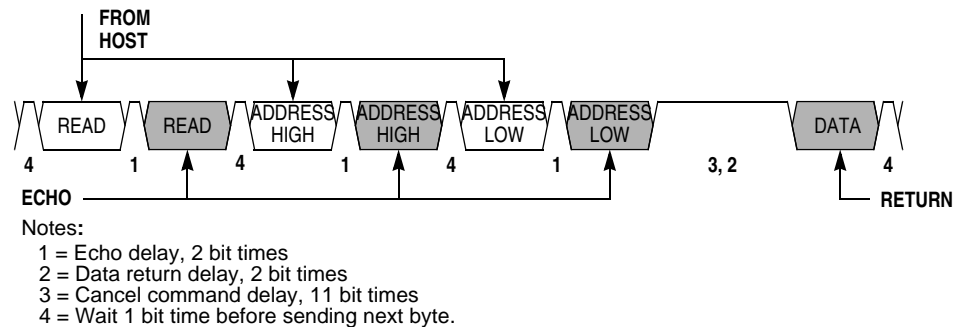 FROM
HOST
READ READ ADDRESS HIGH ADDRESS HIGH ADDRESS LOW ADDRESS LOW DATA
4 1 4 1 4 1 3, 2 4
ECHO RETURN
Notes:
1 = Echo delay, 2 bit times
2 = Data return delay, 2 bit times
3 = Cancel command delay, 11 bit times
4 = Wait 1 bit time before sending next byte.